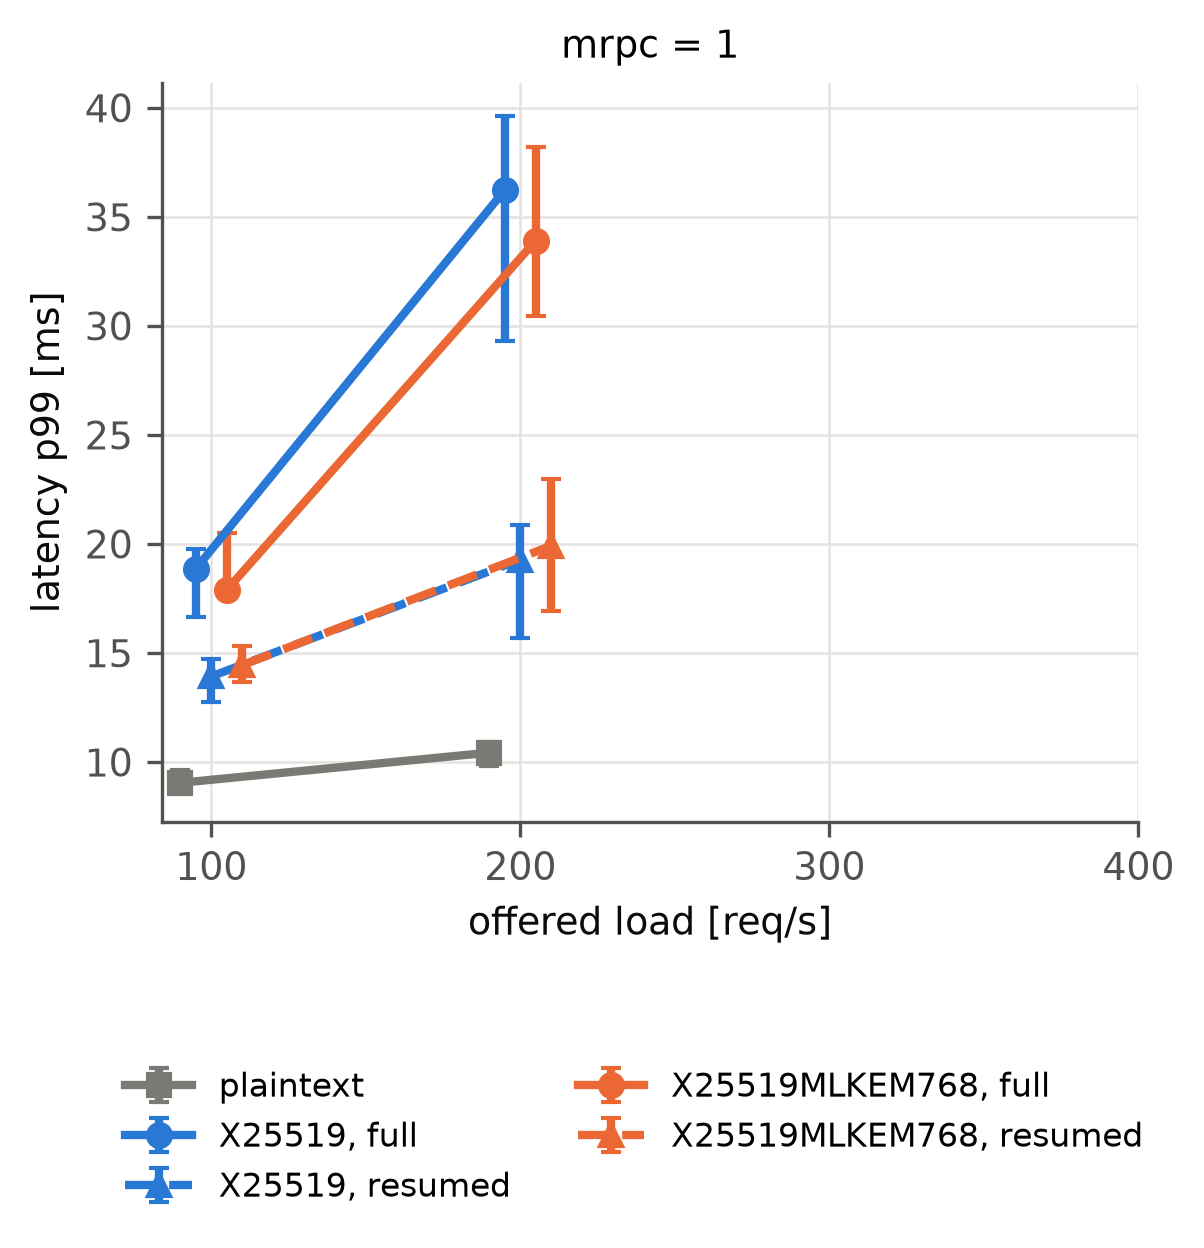 mrpc = 1
latency p99 [ms]
40
35
30
25
20
15
10
100 200 300 400
offered load [req/s]
plaintext
X25519, full
X25519, resumed
X25519MLKEM768, full
X25519MLKEM768, resumed